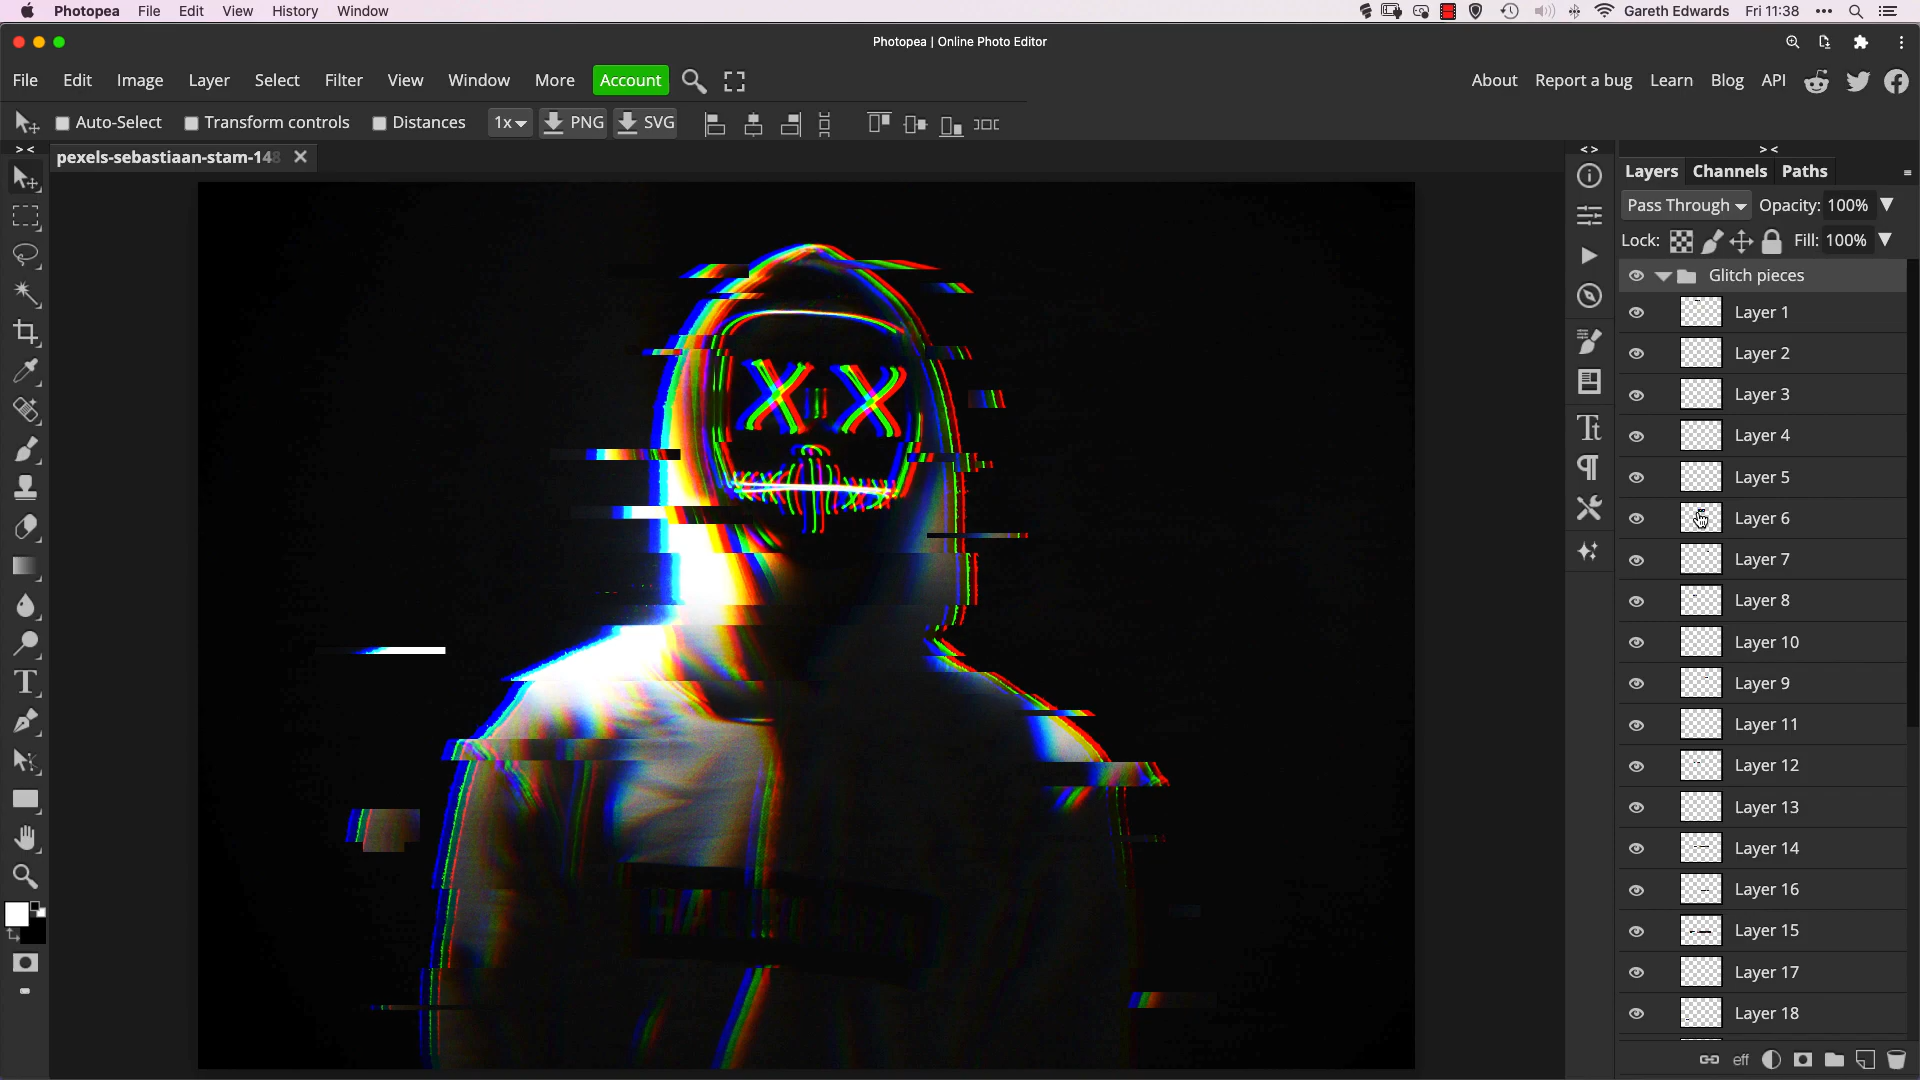 Photopea File Edit View History Window
Gareth Edwards Fri 11:38
Photopea | Online Photo Editor
File Edit Image Layer Select Filter View Window More Account
About Report a bug Learn Blog API
Auto-Select Transform controls Distances 1x PNG SVG
pexels-sebastiaan-stam-148
Layers Channels Paths
Pass Through Opacity: 100%
Lock: Fill: 100%
Glitch pieces
Layer 1
Layer 2
Layer 3
Layer 4
Layer 5
Layer 6
Layer 7
Layer 8
Layer 10
Layer 9
Layer 11
Layer 12
Layer 13
Layer 14
Layer 16
Layer 15
Layer 17
Layer 18
eff